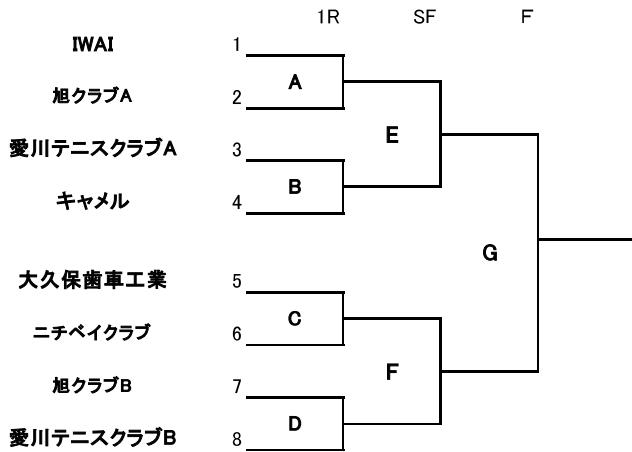 1R SF F
IWAI 1
A
旭クラブA 2
E
愛川テニスクラブA 3
B
キャメル 4
G
大久保歯車工業 5
C
ニチベイクラブ 6
F
旭クラブB 7
D
愛川テニスクラブB 8